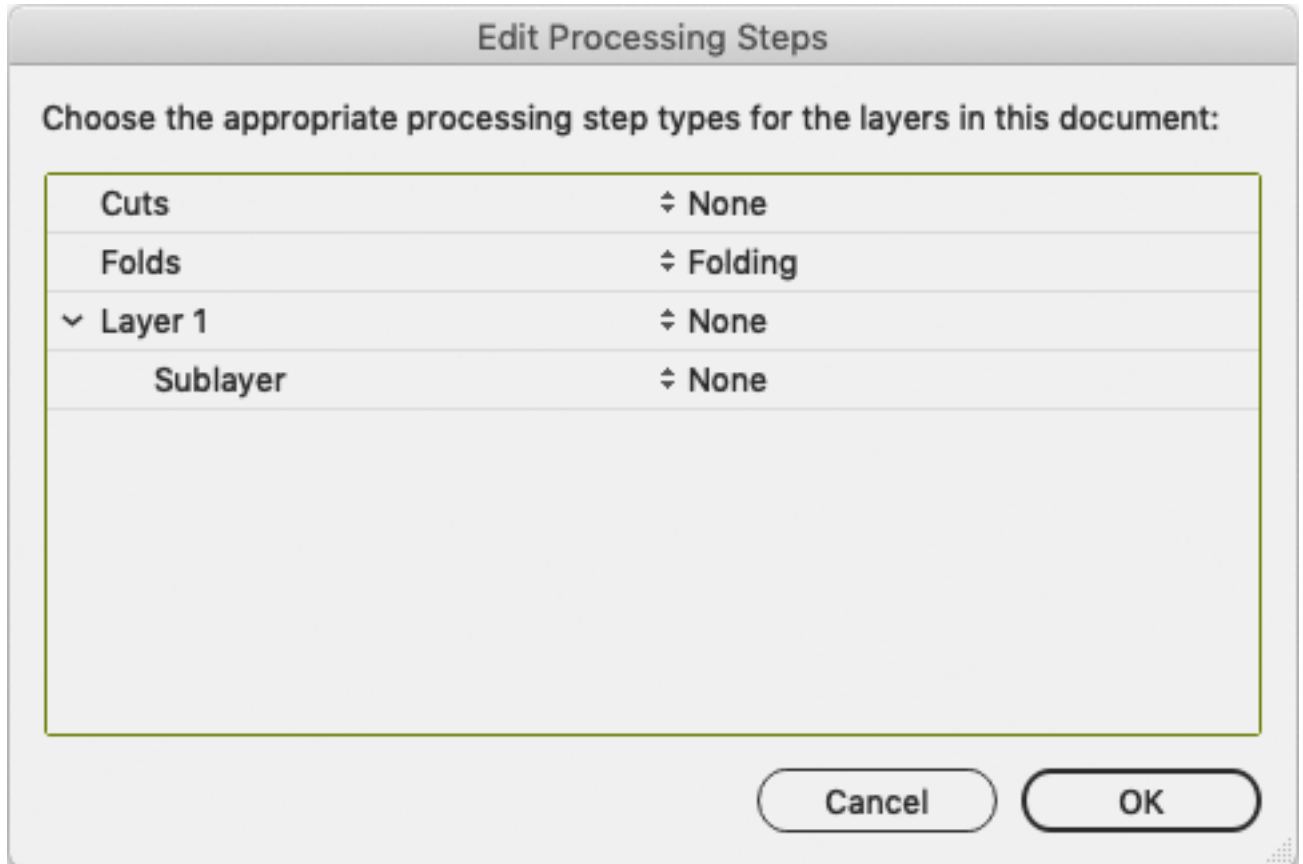 Edit Processing Steps
Choose the appropriate processing step types for the layers in this document:
Cuts None
Folds Folding
Layer 1 None
Sublayer None
Cancel OK